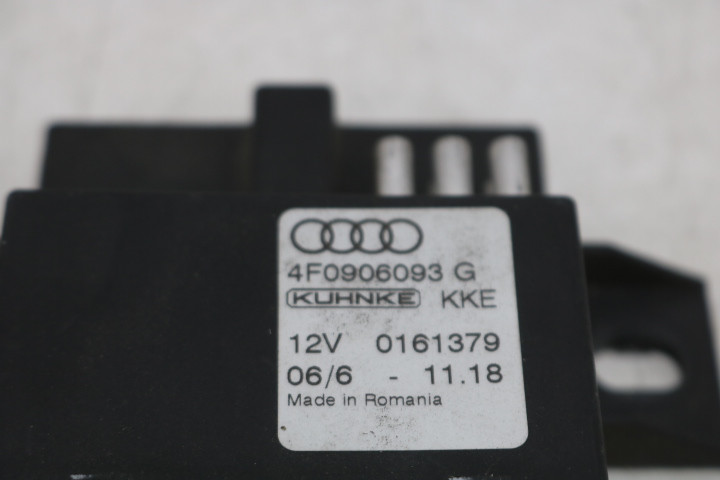 4F0906093 G
KUHNKE KKE
12V 0161379
06/6 - 11.18
Made in Romania